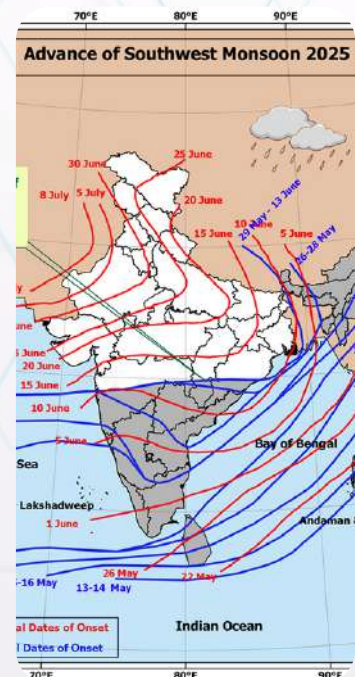 70°E 80°E 90°E
Advance of Southwest Monsoon 2025
f
25 June
30 June
8 July
5 July
20 June
29 May - 13 June
10 June
5 June
15 June
26-28 May
y
une
5 June
20 June
15 June
10 June
5 June
Bay of Bengal
Sea
Lakshadweep
Andaman
1 June
26 May
22 May
-16 May
13-14 May
Indian Ocean
al Dates of Onset
l Dates of Onset
70°E 80°E 90°E